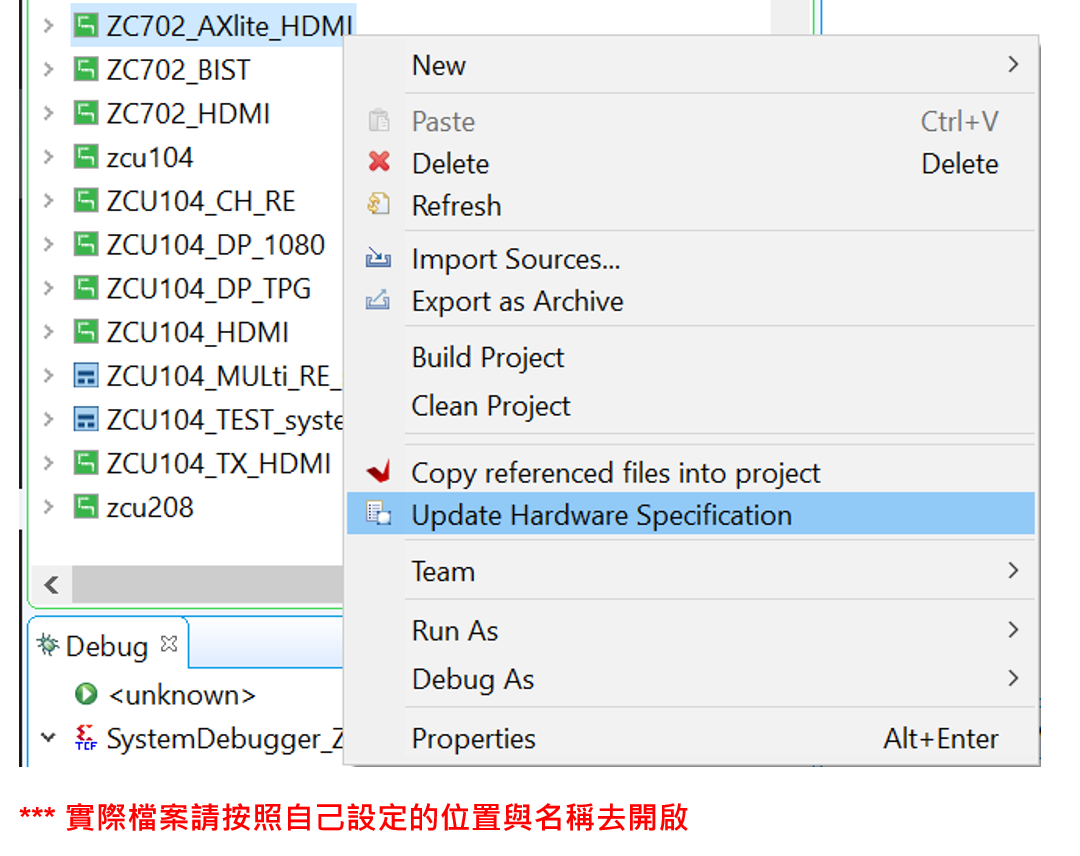 ZC702_AXlite_HDMI
ZC702_BIST
ZC702_HDMI
zcu104
ZCU104_CH_RE
ZCU104_DP_1080
ZCU104_DP_TPG
ZCU104_HDMI
ZCU104_MULti_RE_
ZCU104_TEST_syste
ZCU104_TX_HDMI
zcu208
New
Paste Ctrl+V
Delete Delete
Refresh
Import Sources...
Export as Archive
Build Project
Clean Project
Copy referenced files into project
Update Hardware Specification
Team
Run As
Debug As
Properties Alt+Enter
Debug
<unknown>
TCF SystemDebugger_Z
*** 實際檔案請按照自己設定的位置與名稱去開啟